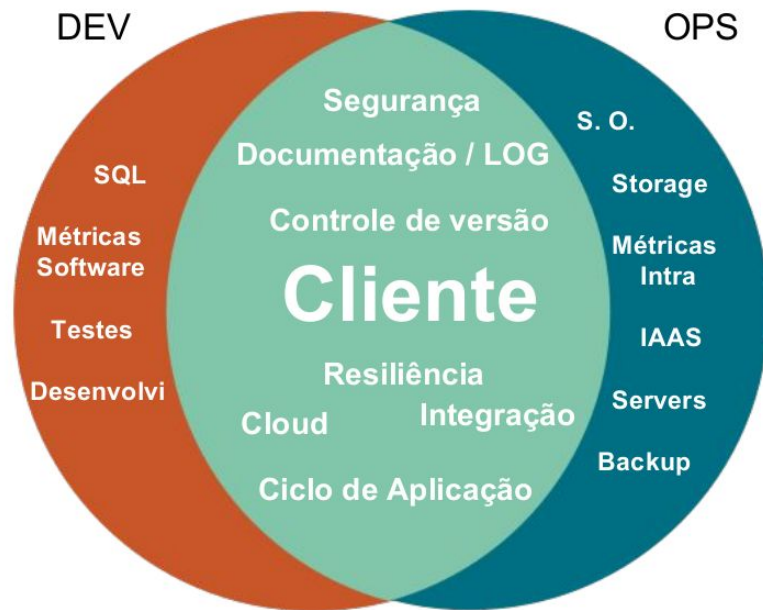 DEV
OPS
SQL
Métricas
Software
Testes
Desenvolvi
Segurança
Documentação / LOG
Controle de versão
Cliente
Resiliência
Cloud
Integração
Ciclo de Aplicação
S. O.
Storage
Métricas
Intra
IAAS
Servers
Backup